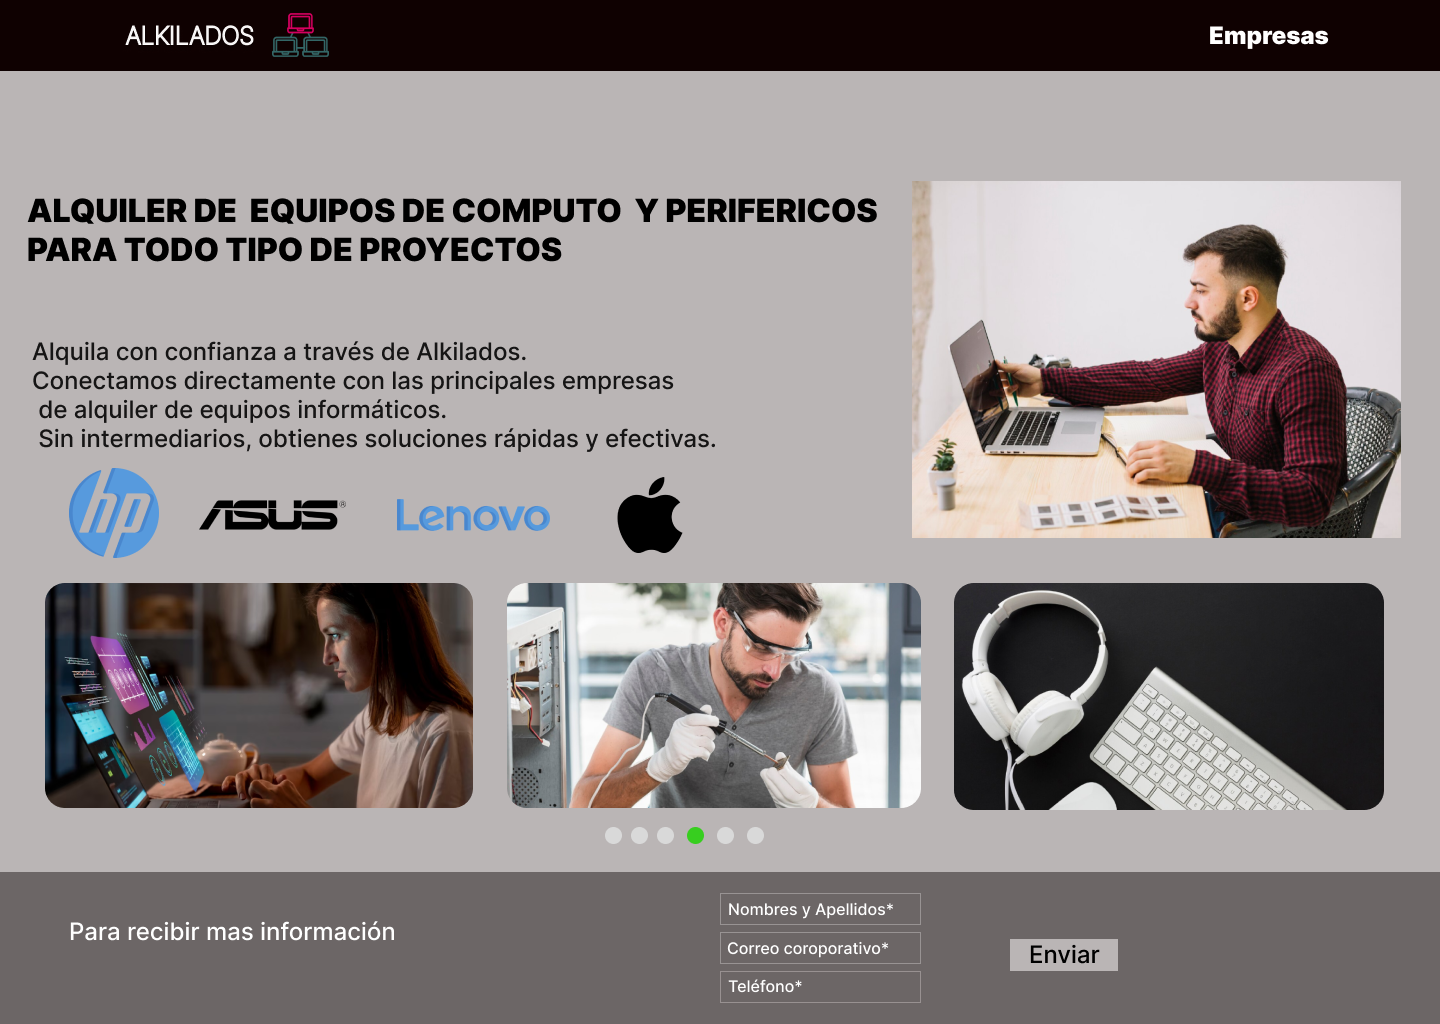 ALKILADOS
Empresas
ALQUILER DE EQUIPOS DE COMPUTO Y PERIFERICOS
PARA TODO TIPO DE PROYECTOS
Alquila con confianza a través de Alkilados.
Conectamos directamente con las principales empresas
de alquiler de equipos informáticos.
Sin intermediarios, obtienes soluciones rápidas y efectivas.
hp
ASUS®
Lenovo
Para recibir mas información
Nombres y Apellidos*
Correo coroporativo*
Teléfono*
Enviar